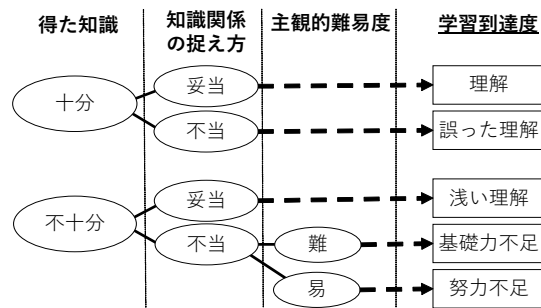 得た知識
知識関係
の捉え方
主観的難易度
学習到達度
十分
妥当
理解
不当
誤った理解
不十分
妥当
浅い理解
不当
難
基礎力不足
易
努力不足